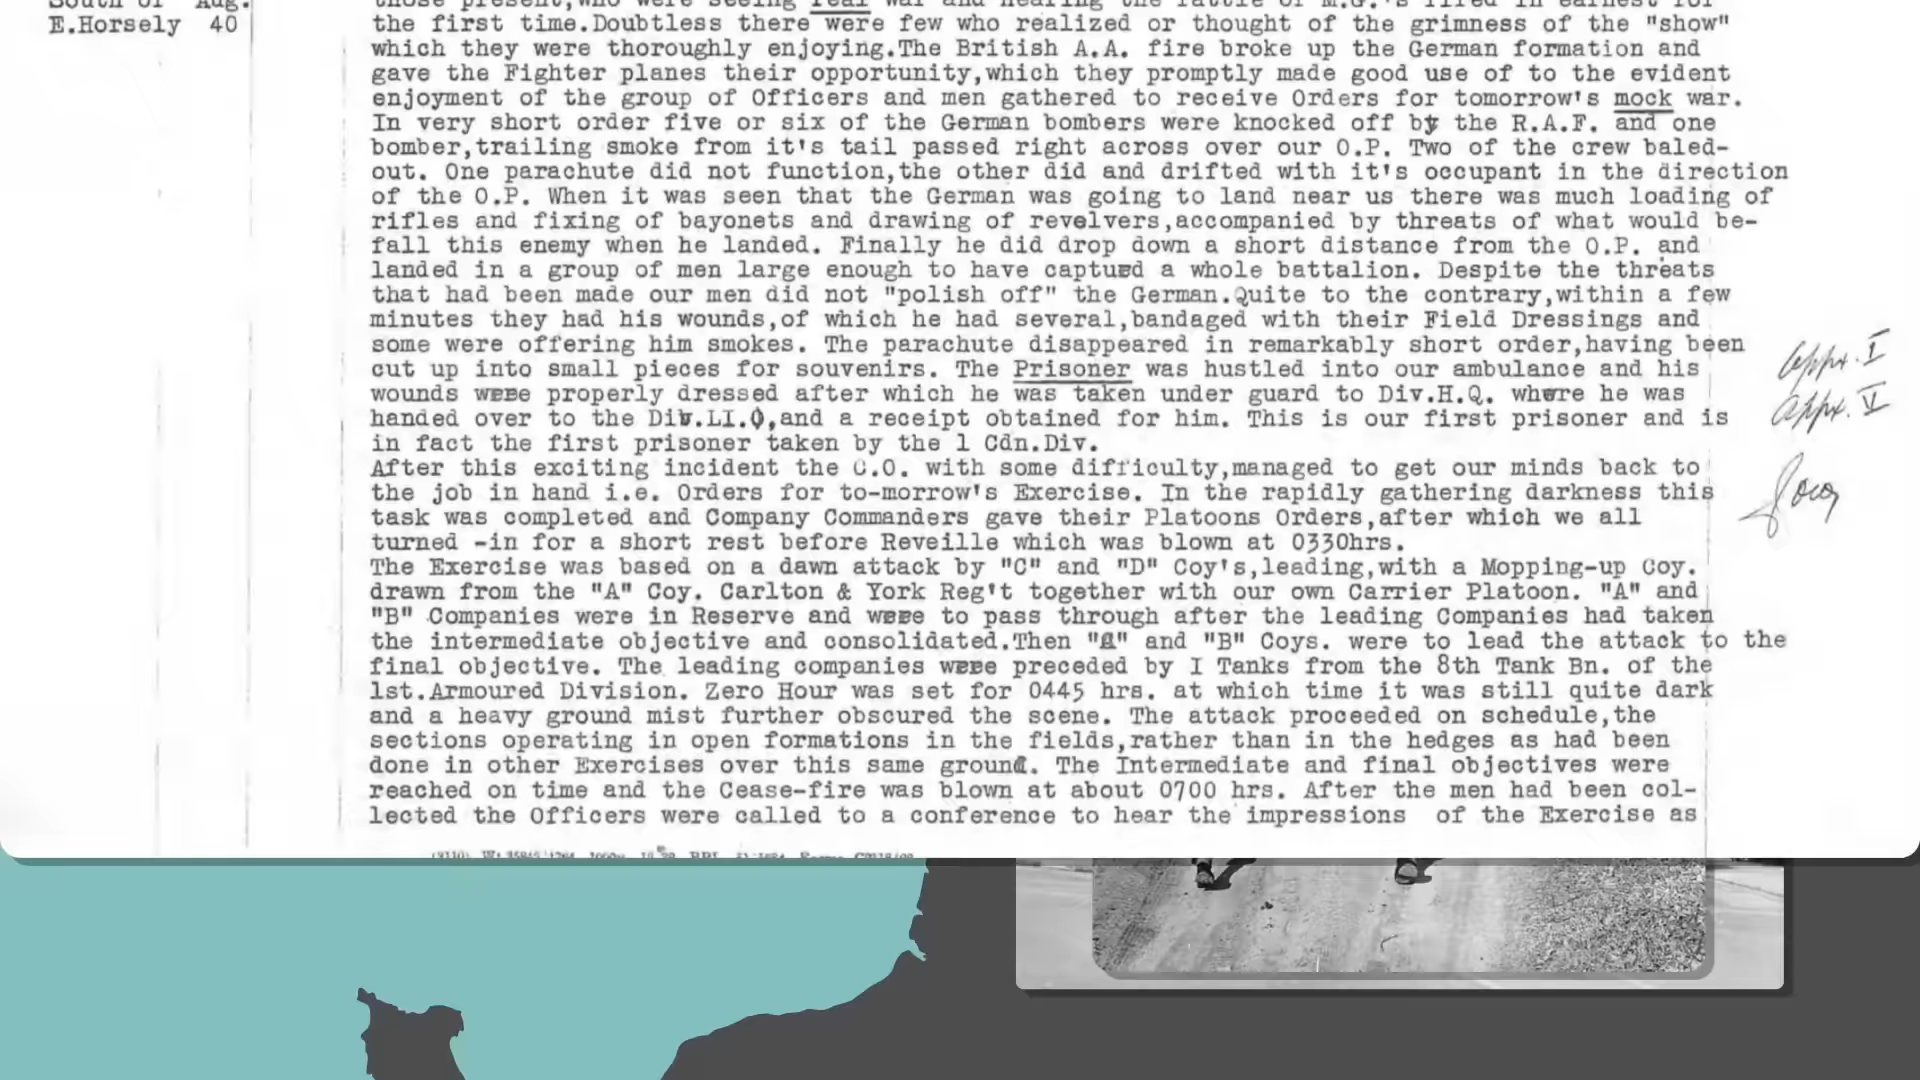 South of Aug.
E.Horsely 40
those present,who were seeing real war and hearing the rattle of M.G.'s fired in earnest for
the first time.Doubtless there were few who realized or thought of the grimness of the "show"
which they were thoroughly enjoying.The British A.A. fire broke up the German formation and
gave the Fighter planes their opportunity,which they promptly made good use of to the evident
enjoyment of the group of Officers and men gathered to receive Orders for tomorrow's mock war.
In very short order five or six of the German bombers were knocked off by the R.A.F. and one
bomber,trailing smoke from it's tail passed right across over our O.P. Two of the crew baled-
out. One parachute did not function,the other did and drifted with it's occupant in the direction
of the O.P. When it was seen that the German was going to land near us there was much loading of
rifles and fixing of bayonets and drawing of revelvers,accompanied by threats of what would be-
fall this enemy when he landed. Finally he did drop down a short distance from the O.P. and
landed in a group of men large enough to have captued a whole battalion. Despite the threats
that had been made our men did not "polish off" the German.Quite to the contrary,within a few
minutes they had his wounds,of which he had several,bandaged with their Field Dressings and
some were offering him smokes. The parachute disappeared in remarkably short order,having been
cut up into small pieces for souvenirs. The Prisoner was hustled into our ambulance and his
wounds were properly dressed after which he was taken under guard to Div.H.Q. where he was
handed over to the Div.LI.O,and a receipt obtained for him. This is our first prisoner and is
in fact the first prisoner taken by the 1 Cdn.Div.
After this exciting incident the C.O. with some difficulty,managed to get our minds back to
the job in hand i.e. Orders for to-morrow's Exercise. In the rapidly gathering darkness this
task was completed and Company Commanders gave their Platoons Orders,after which we all
turned -in for a short rest before Reveille which was blown at 0330hrs.
The Exercise was based on a dawn attack by "C" and "D" Coy's,leading,with a Mopping-up Coy.
drawn from the "A" Coy. Carlton & York Reg't together with our own Carrier Platoon. "A" and
"B" Companies were in Reserve and were to pass through after the leading Companies had taken
the intermediate objective and consolidated.Then "A" and "B" Coys. were to lead the attack to the
final objective. The leading companies were preceded by I Tanks from the 8th Tank Bn. of the
1st.Armoured Division. Zero Hour was set for 0445 hrs. at which time it was still quite dark
and a heavy ground mist further obscured the scene. The attack proceeded on schedule,the
sections operating in open formations in the fields,rather than in the hedges as had been
done in other Exercises over this same ground. The Intermediate and final objectives were
reached on time and the Cease-fire was blown at about 0700 hrs. After the men had been col-
lected the Officers were called to a conference to hear the impressions of the Exercise as
Appx. I
Appx. V